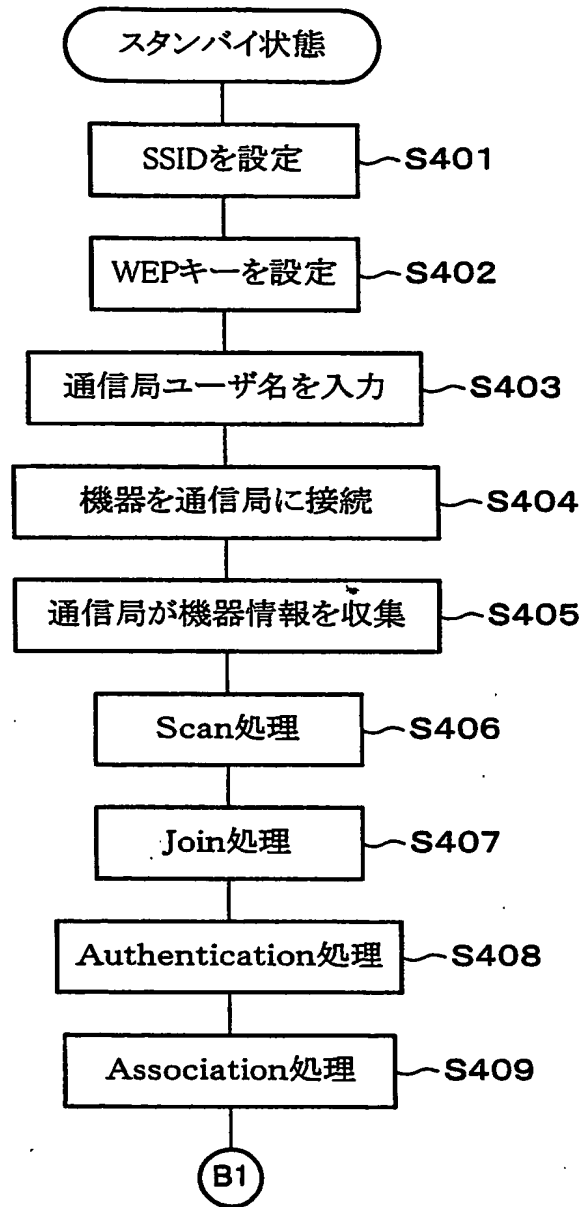 スタンバイ状態
SSIDを設定 S401
WEPキーを設定 S402
通信局ユーザ名を入力 S403
機器を通信局に接続 S404
通信局が機器情報を収集 S405
Scan処理 S406
Join処理 S407
Authentication処理 S408
Association処理 S409
B1